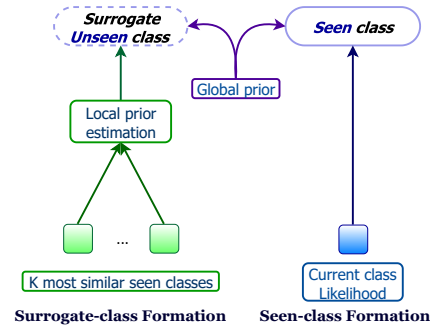 Surrogate
Unseen class
Seen class
Global prior
Local prior
estimation
...
K most similar seen classes
Current class
Likelihood
Surrogate-class Formation
Seen-class Formation